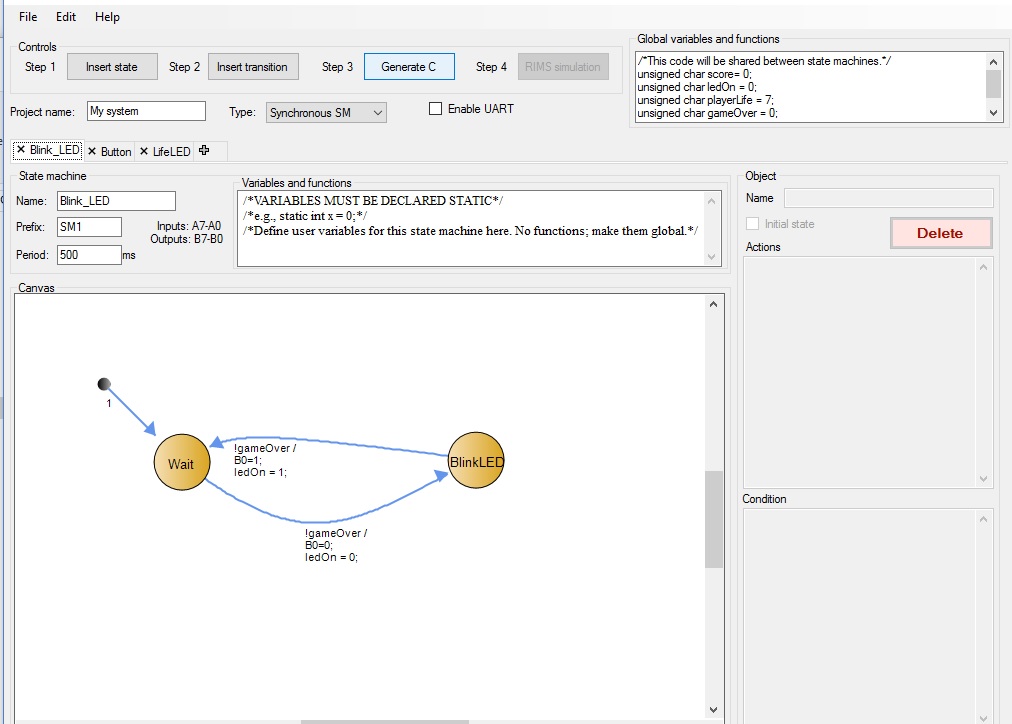 File Edit Help
Controls
Step 1 Insert state Step 2 Insert transition Step 3 Generate C Step 4 RIMS simulation
Project name: My system Type: Synchronous SM Enable UART
Global variables and functions
/*This code will be shared between state machines.*/
unsigned char score= 0;
unsigned char ledOn = 0;
unsigned char playerLife = 7;
unsigned char gameOver = 0;
✕ Blink_LED ✕ Button ✕ LifeLED
State machine
Name: Blink_LED
Prefix: SM1
Period: 500 ms
Inputs: A7-A0
Outputs: B7-B0
Variables and functions
/*VARIABLES MUST BE DECLARED STATIC*/
/*e.g., static int x = 0;*/
/*Define user variables for this state machine here. No functions; make them global.*/
Object
Name
Initial state
Delete
Actions
Condition
Canvas
1
Wait
!gameOver /
B0=1;
ledOn = 1;
BlinkLED
!gameOver /
B0=0;
ledOn = 0;